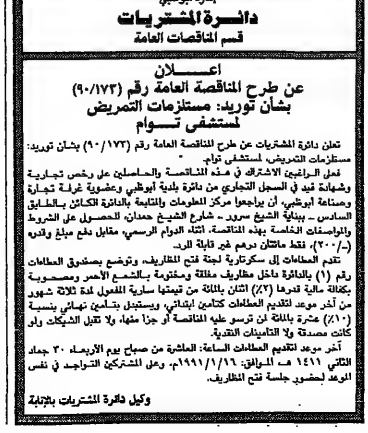 دائرة المشتريات
قسم المناقصات العامة
اعـــلان
عن طرح المناقصة العامة رقم (٩٠/١٧٣)
بشأن توريد: مستلزمات التمريض
لمستشفى تـــوام
تعلن دائرة المشتريات عن طرح المناقصة العامة رقم (٩٠/١٧٣) بشأن توريد:
مستلزمات التمريض، لمستشفى توام.
فعلى الراغبين الاشتراك في هذه المناقصة والحاصلين على رخص تجارية
وشهادة قيد في السجل التجاري من دائرة بلدية أبوظبي وعضوية غرفة تجارة
وصناعة أبوظبي، أن يراجعوا مركز المعلومات والمتابعة بالدائرة الكائن بالطابق
السادس ـ ببناية الشيخ سرور ـ شارع الشيخ حمدان، للحصول على الشروط
والمواصفات الخاصة بهذه المناقصة، أثناء الدوام الرسمي، مقابل دفع مبلغ وقدره
(ـ/٢٠٠)، فقط مائتان درهم غير قابلة للرد.
تقدم العطاءات إلى سكرتارية لجنة فتح المظاريف، وتوضع بصندوق العطاءات
رقم (١) بالدائرة داخل مظاريف مغلقة ومختومة بالشمع الأحمر ومصحوبة
بكفالة مالية قدرها (٢٪) اثنان بالمائة من قيمتها سارية المفعول لمدة ثلاثة شهور
من آخر موعد لتقديم العطاءات كتأمين ابتدائي، ويستبدل بتأمين نهائي بنسبة
(١٠٪) عشرة بالمائة لمن ترسو عليه المناقصة أو جزأ منها، ولا تقبل الشيكات ولو
كانت مصدقة ولا التأمينات النقدية.
آخر موعد لتقديم العطاءات الساعة: العاشرة من صباح يوم الأربعاء ٣٠ جماد
الثاني ١٤١١ هـ الموافق: ١٩٩١/١/١٦م، وعلى المشتركين التواجد في نفس
الموعد لحضور جلسة فتح المظاريف.
وكيل دائرة المشتريات بالإنابة